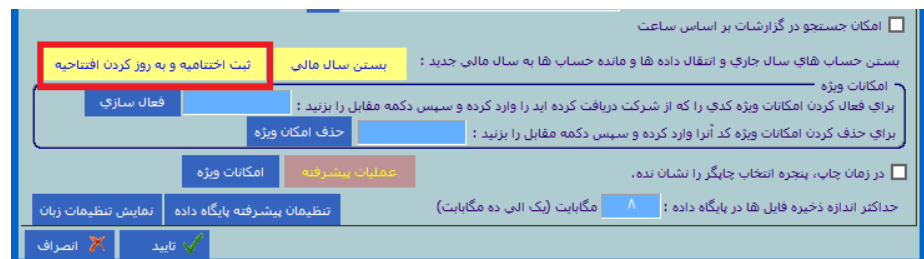 امکان جستجو در گزارشات بر اساس ساعت
بستن حساب هاي سال جاري و انتقال داده ها و مانده حساب ها به سال مالي جديد : بستن سال مالی ثبت اختتامیه و به روز کردن افتتاحیه
امکانات ویژه
براي فعال کردن امکانات ويژه کدي را که از شرکت دريافت کرده ايد را وارد کرده و سپس دکمه مقابل را بزنيد : فعال سازي
براي حذف کردن امکانات ويژه کد آنرا وارد کرده و سپس دکمه مقابل را بزنيد : حذف امکان ويژه
در زمان چاپ، پنجره انتخاب چاپگر را نشان نده. عملیات پیشرفته امکانات ویژه
حداکثر اندازه ذخیره فایل ها در پایگاه داده : ۸ مگابایت (یک الی ده مگابایت) تنظیمات پیشرفته پایگاه داده نمایش تنظیمات زبان
تایید انصراف